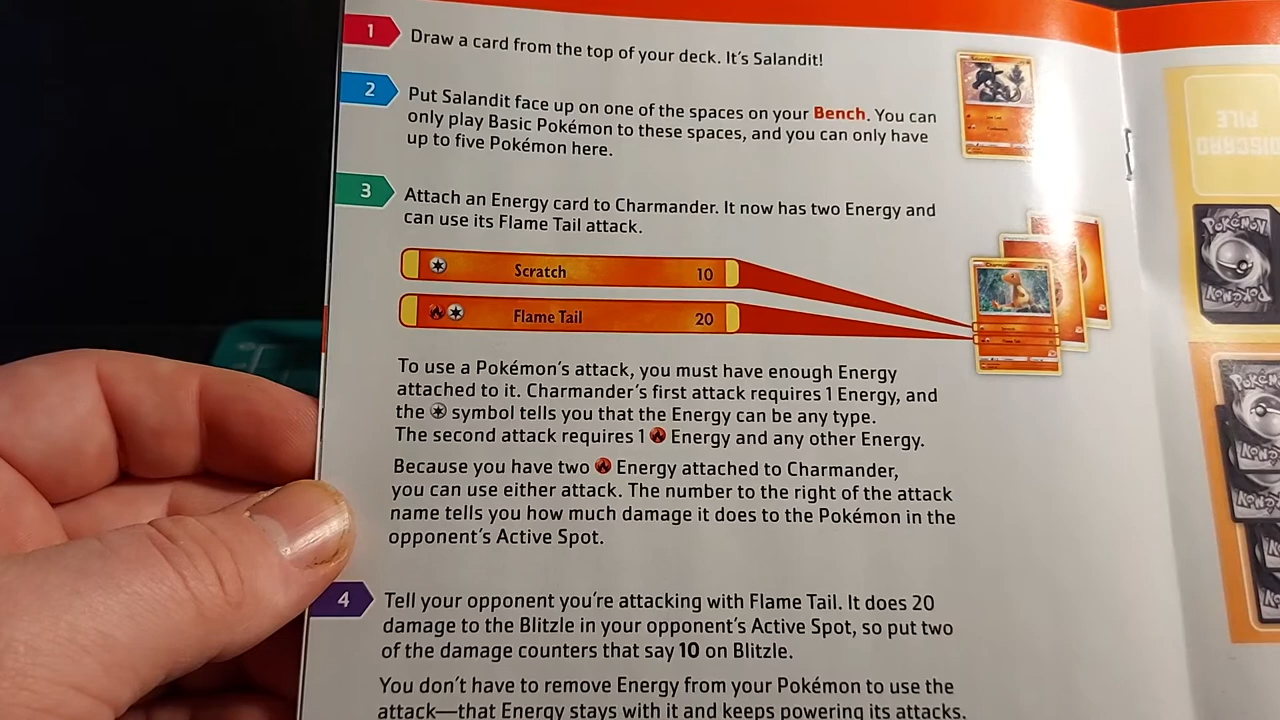 1
Draw a card from the top of your deck. It's Salandit!
2
Put Salandit face up on one of the spaces on your Bench. You can
only play Basic Pokémon to these spaces, and you can only have
up to five Pokémon here.
3
Attach an Energy card to Charmander. It now has two Energy and
can use its Flame Tail attack.
Scratch 10
Flame Tail 20
To use a Pokémon's attack, you must have enough Energy
attached to it. Charmander's first attack requires 1 Energy, and
the symbol tells you that the Energy can be any type.
The second attack requires 1 Energy and any other Energy.
Because you have two Energy attached to Charmander,
you can use either attack. The number to the right of the attack
name tells you how much damage it does to the Pokémon in the
opponent's Active Spot.
4
Tell your opponent you're attacking with Flame Tail. It does 20
damage to the Blitzle in your opponent's Active Spot, so put two
of the damage counters that say 10 on Blitzle.
You don't have to remove Energy from your Pokémon to use the
attack—that Energy stays with it and keeps powering its attacks.
Charmander
Scratch
Flame Tail
DISCARD
PILE
POKéMON
POKéMON